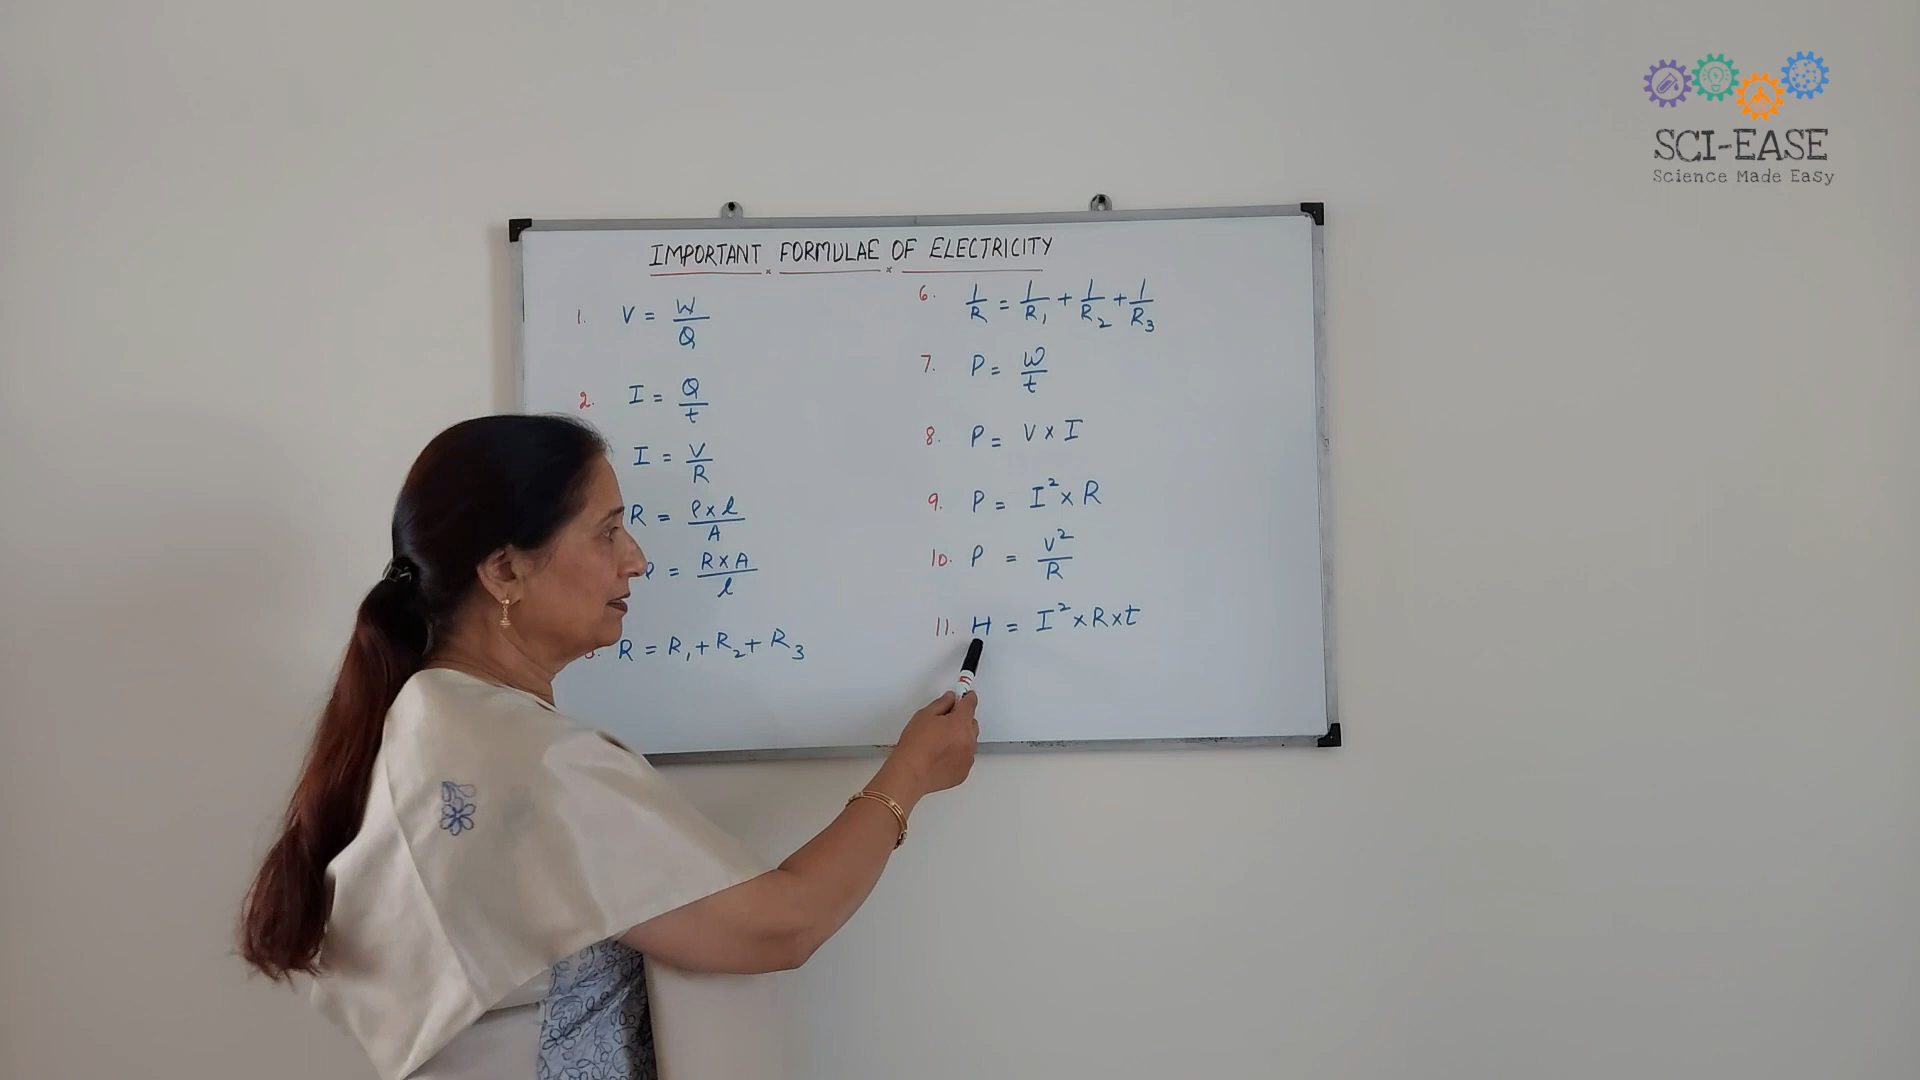 SCI-EASE
Science Made Easy
IMPORTANT FORMULAE OF ELECTRICITY
1. V = W/Q
2. I = Q/t
I = V/R
R = ρ x l/A
ρ = R x A/l
R = R₁ + R₂ + R₃
6. 1/R = 1/R₁ + 1/R₂ + 1/R₃
7. P = W/t
8. P = V x I
9. P = I² x R
10. P = V²/R
11. H = I² x R x t